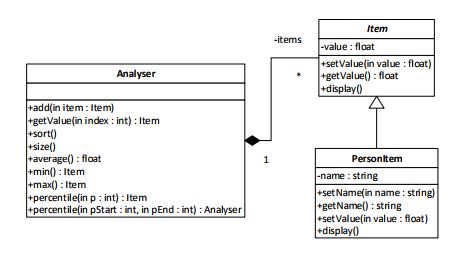 Item
-value : float
+setValue(in value : float)
+getValue() : float
+display()
-items
*
1
Analyser
+add(in item : Item)
+getValue(in index : int) : Item
+sort()
+size()
+average() : float
+min() : Item
+max() : Item
+percentile(in p : int) : Item
+percentile(in pStart : int, in pEnd : int) : Analyser
PersonItem
-name : string
+setName(in name : string)
+getName() : string
+setValue(in value : float)
+display()